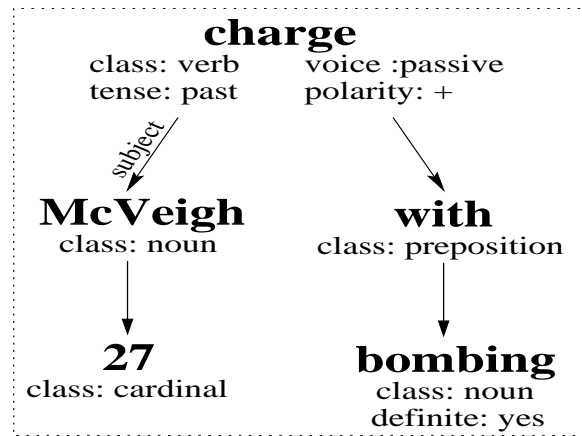 charge
class: verb voice :passive
tense: past polarity: +
subject
McVeigh with
class: noun class: preposition
27 bombing
class: cardinal class: noun
definite: yes